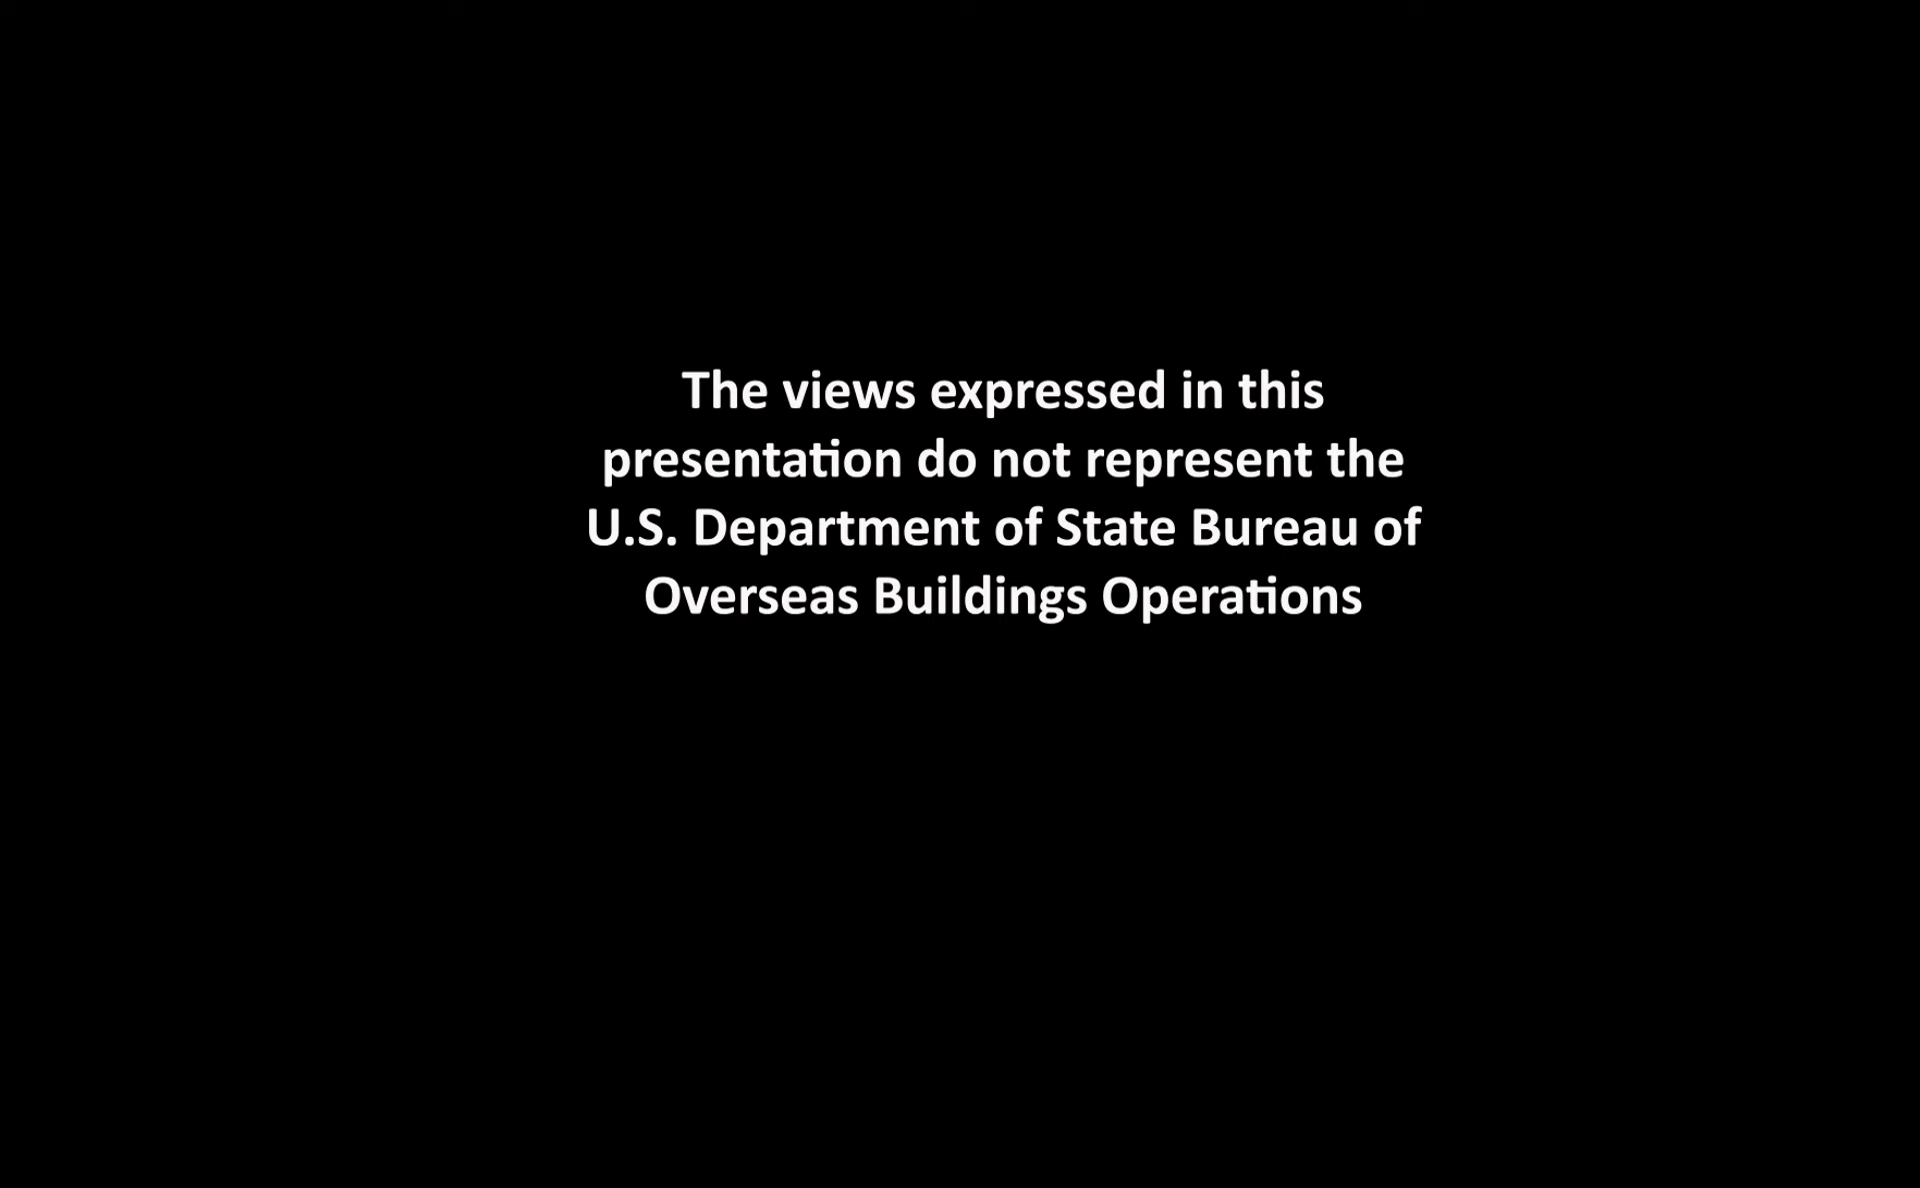 The views expressed in this
presentation do not represent the
U.S. Department of State Bureau of
Overseas Buildings Operations